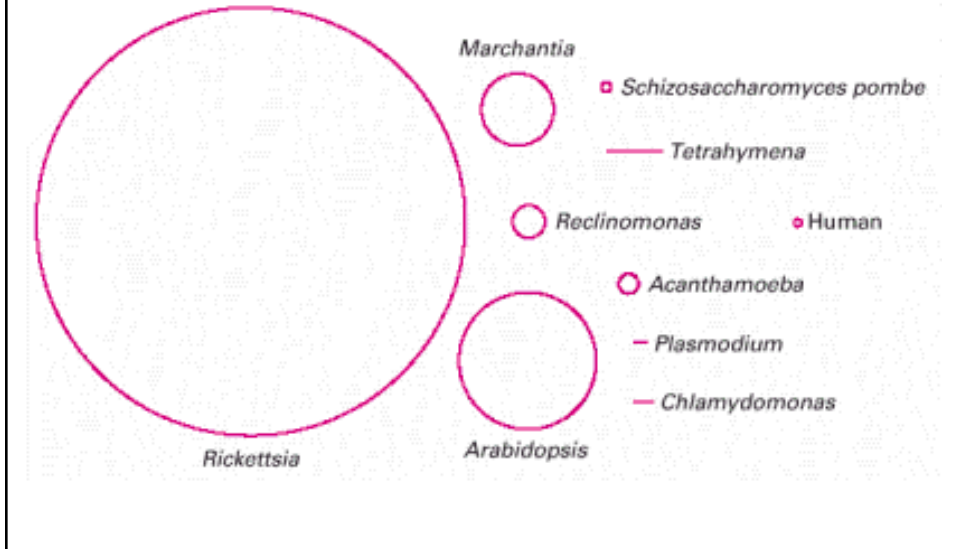 Marchantia
Schizosaccharomyces pombe
Tetrahymena
Reclinomonas
Human
Acanthamoeba
Plasmodium
Chlamydomonas
Arabidopsis
Rickettsia